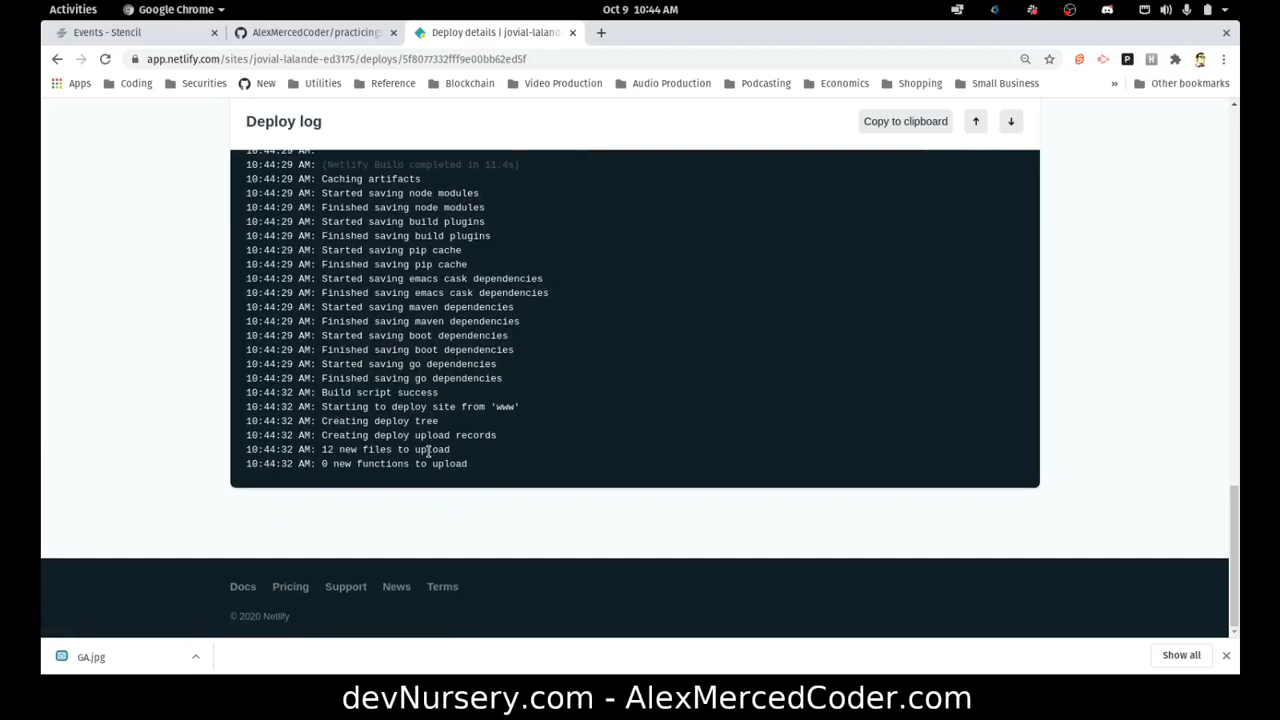 Activities
Google Chrome
Oct 9 10:44 AM
Events - Stencil
AlexMercedCoder/practicing
Deploy details | jovial-laland
app.netlify.com/sites/jovial-lalande-ed3175/deploys/5f8077332fff9e00bb62ed5f
Apps
Coding
Securities
New
Utilities
Reference
Blockchain
Video Production
Audio Production
Podcasting
Economics
Shopping
Small Business
»
Other bookmarks
Deploy log
Copy to clipboard
10:44:29 AM:
10:44:29 AM: (Netlify Build completed in 11.4s)
10:44:29 AM: Caching artifacts
10:44:29 AM: Started saving node modules
10:44:29 AM: Finished saving node modules
10:44:29 AM: Started saving build plugins
10:44:29 AM: Finished saving build plugins
10:44:29 AM: Started saving pip cache
10:44:29 AM: Finished saving pip cache
10:44:29 AM: Started saving emacs cask dependencies
10:44:29 AM: Finished saving emacs cask dependencies
10:44:29 AM: Started saving maven dependencies
10:44:29 AM: Finished saving maven dependencies
10:44:29 AM: Started saving boot dependencies
10:44:29 AM: Finished saving boot dependencies
10:44:29 AM: Started saving go dependencies
10:44:29 AM: Finished saving go dependencies
10:44:32 AM: Build script success
10:44:32 AM: Starting to deploy site from 'www'
10:44:32 AM: Creating deploy tree
10:44:32 AM: Creating deploy upload records
10:44:32 AM: 12 new files to upload
10:44:32 AM: 0 new functions to upload
Docs
Pricing
Support
News
Terms
© 2020 Netlify
GA.jpg
Show all
devNursery.com - AlexMercedCoder.com